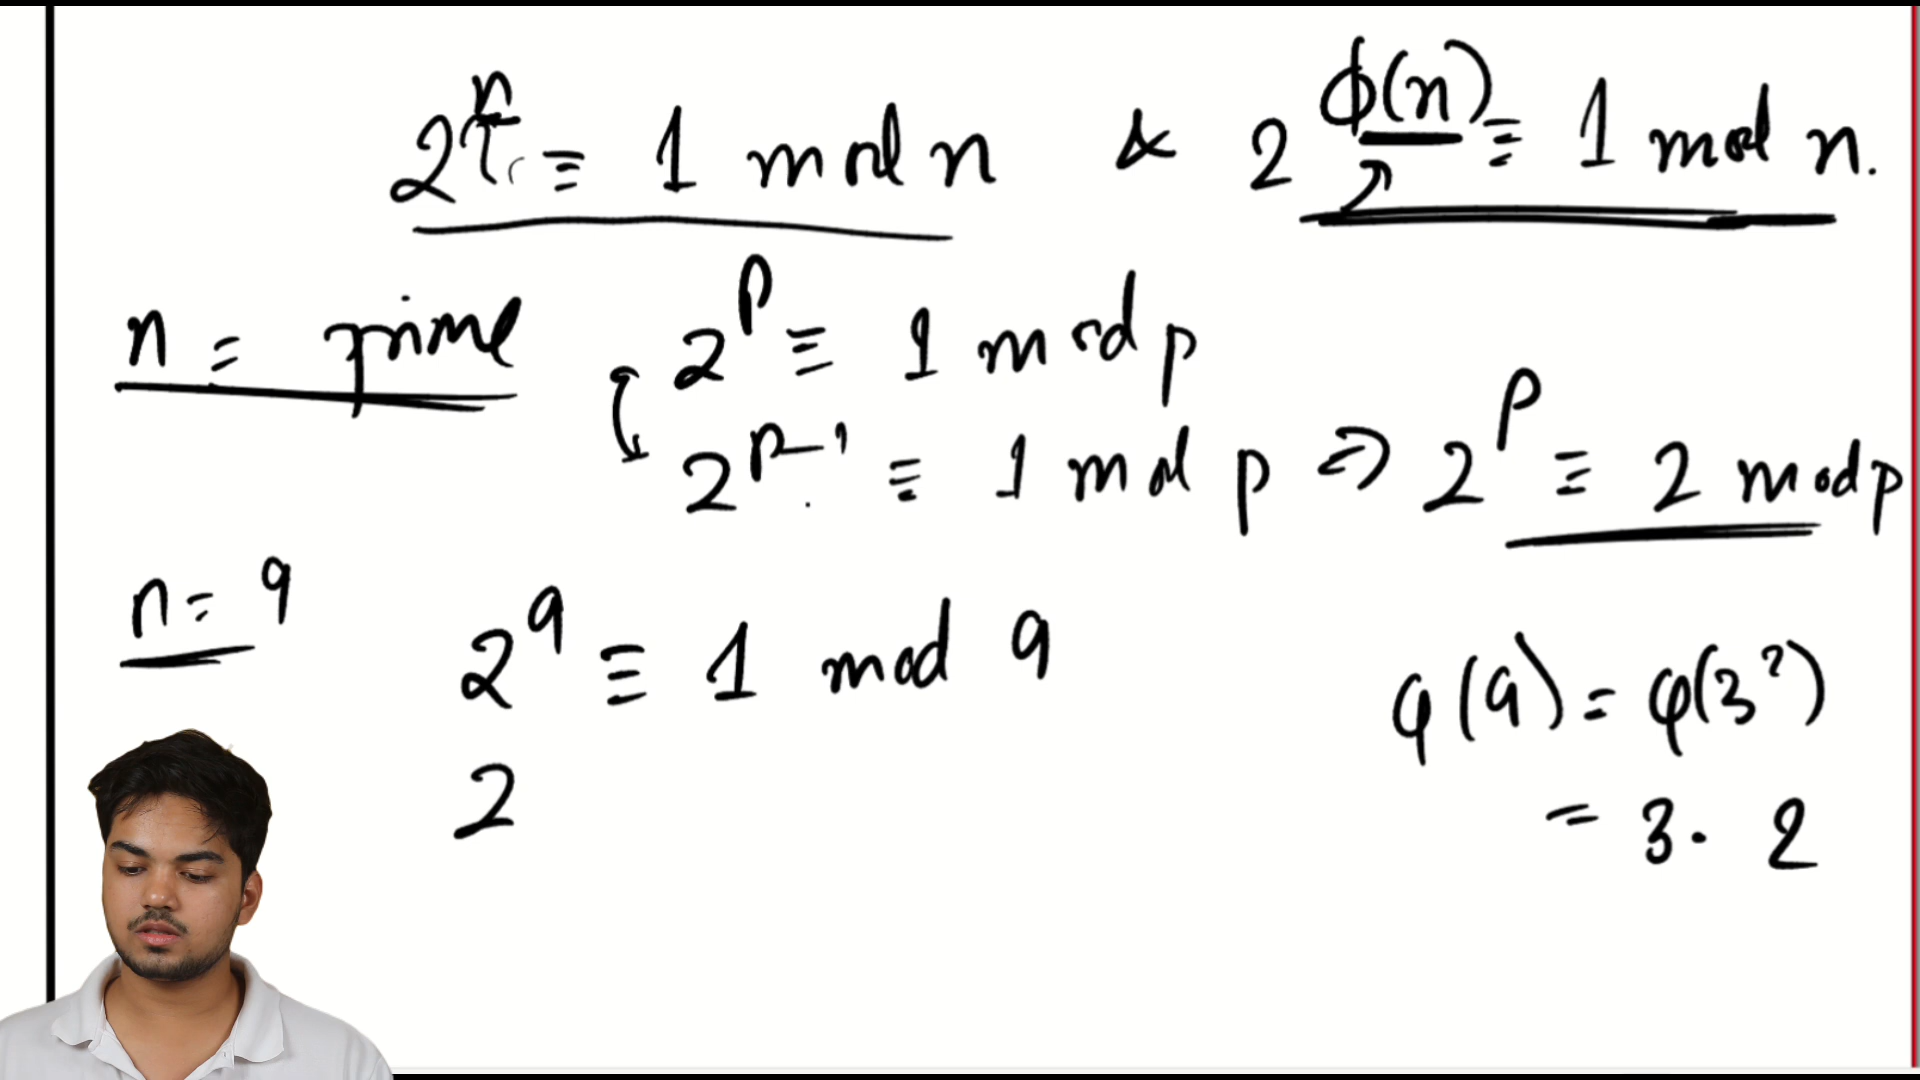 2^n ≡ 1 mod n & 2^ϕ(n) ≡ 1 mod n.
n = prime 2^p ≡ 1 mod p
2^p-1 ≡ 1 mod p ⇒ 2^p ≡ 2 mod p
n = 9 2^9 ≡ 1 mod 9
φ(9) = φ(3²)
2
= 3. 2